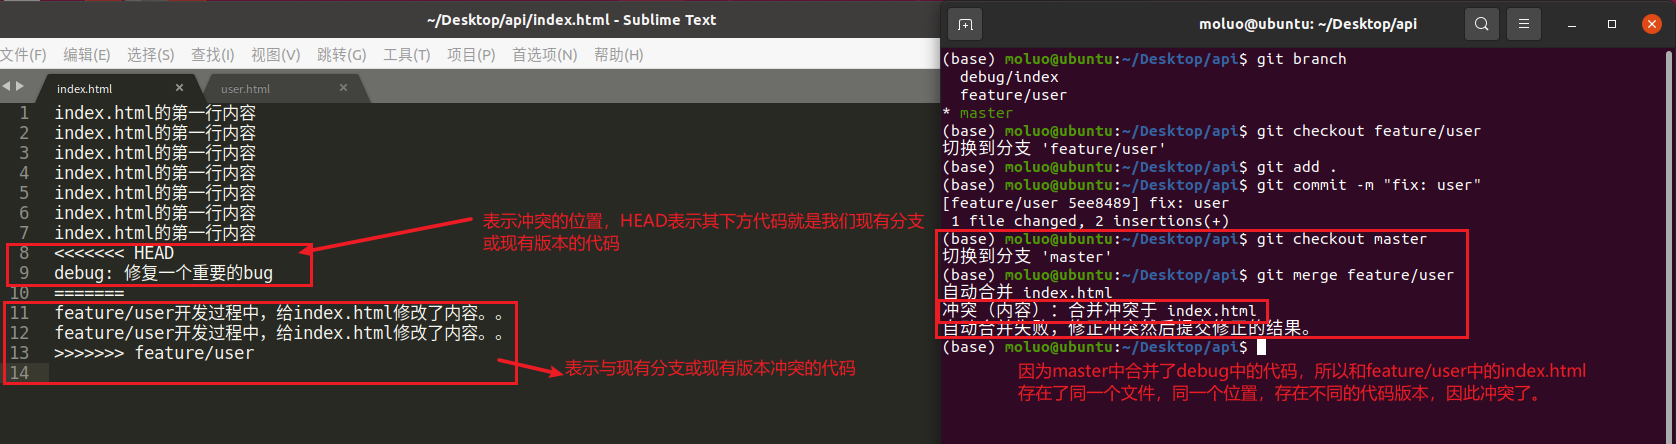 ~/Desktop/api/index.html - Sublime Text
文件(F) 编辑(E) 选择(S) 查找(I) 视图(V) 跳转(G) 工具(T) 项目(P) 首选项(N) 帮助(H)
index.html × user.html ×
1 index.html的第一行内容
2 index.html的第一行内容
3 index.html的第一行内容
4 index.html的第一行内容
5 index.html的第一行内容
6 index.html的第一行内容
7 index.html的第一行内容
8 <<<<<<< HEAD
9 debug: 修复一个重要的bug
10 =======
11 feature/user开发过程中，给index.html修改了内容。。
12 feature/user开发过程中，给index.html修改了内容。。
13 >>>>>>> feature/user
14
表示冲突的位置，HEAD表示其下方代码就是我们现有分支
或现有版本的代码
表示与现有分支或现有版本冲突的代码
moluo@ubuntu: ~/Desktop/api
(base) moluo@ubuntu:~/Desktop/api$ git branch
debug/index
feature/user
* master
(base) moluo@ubuntu:~/Desktop/api$ git checkout feature/user
切换到分支 'feature/user'
(base) moluo@ubuntu:~/Desktop/api$ git add .
(base) moluo@ubuntu:~/Desktop/api$ git commit -m "fix: user"
[feature/user 5ee8489] fix: user
1 file changed, 2 insertions(+)
(base) moluo@ubuntu:~/Desktop/api$ git checkout master
切换到分支 'master'
(base) moluo@ubuntu:~/Desktop/api$ git merge feature/user
自动合并 index.html
冲突（内容）：合并冲突于 index.html
自动合并失败，修正冲突然后提交修正的结果。
(base) moluo@ubuntu:~/Desktop/api$
因为master中合并了debug中的代码，所以和feature/user中的index.html
存在了同一个文件，同一个位置，存在不同的代码版本，因此冲突了。